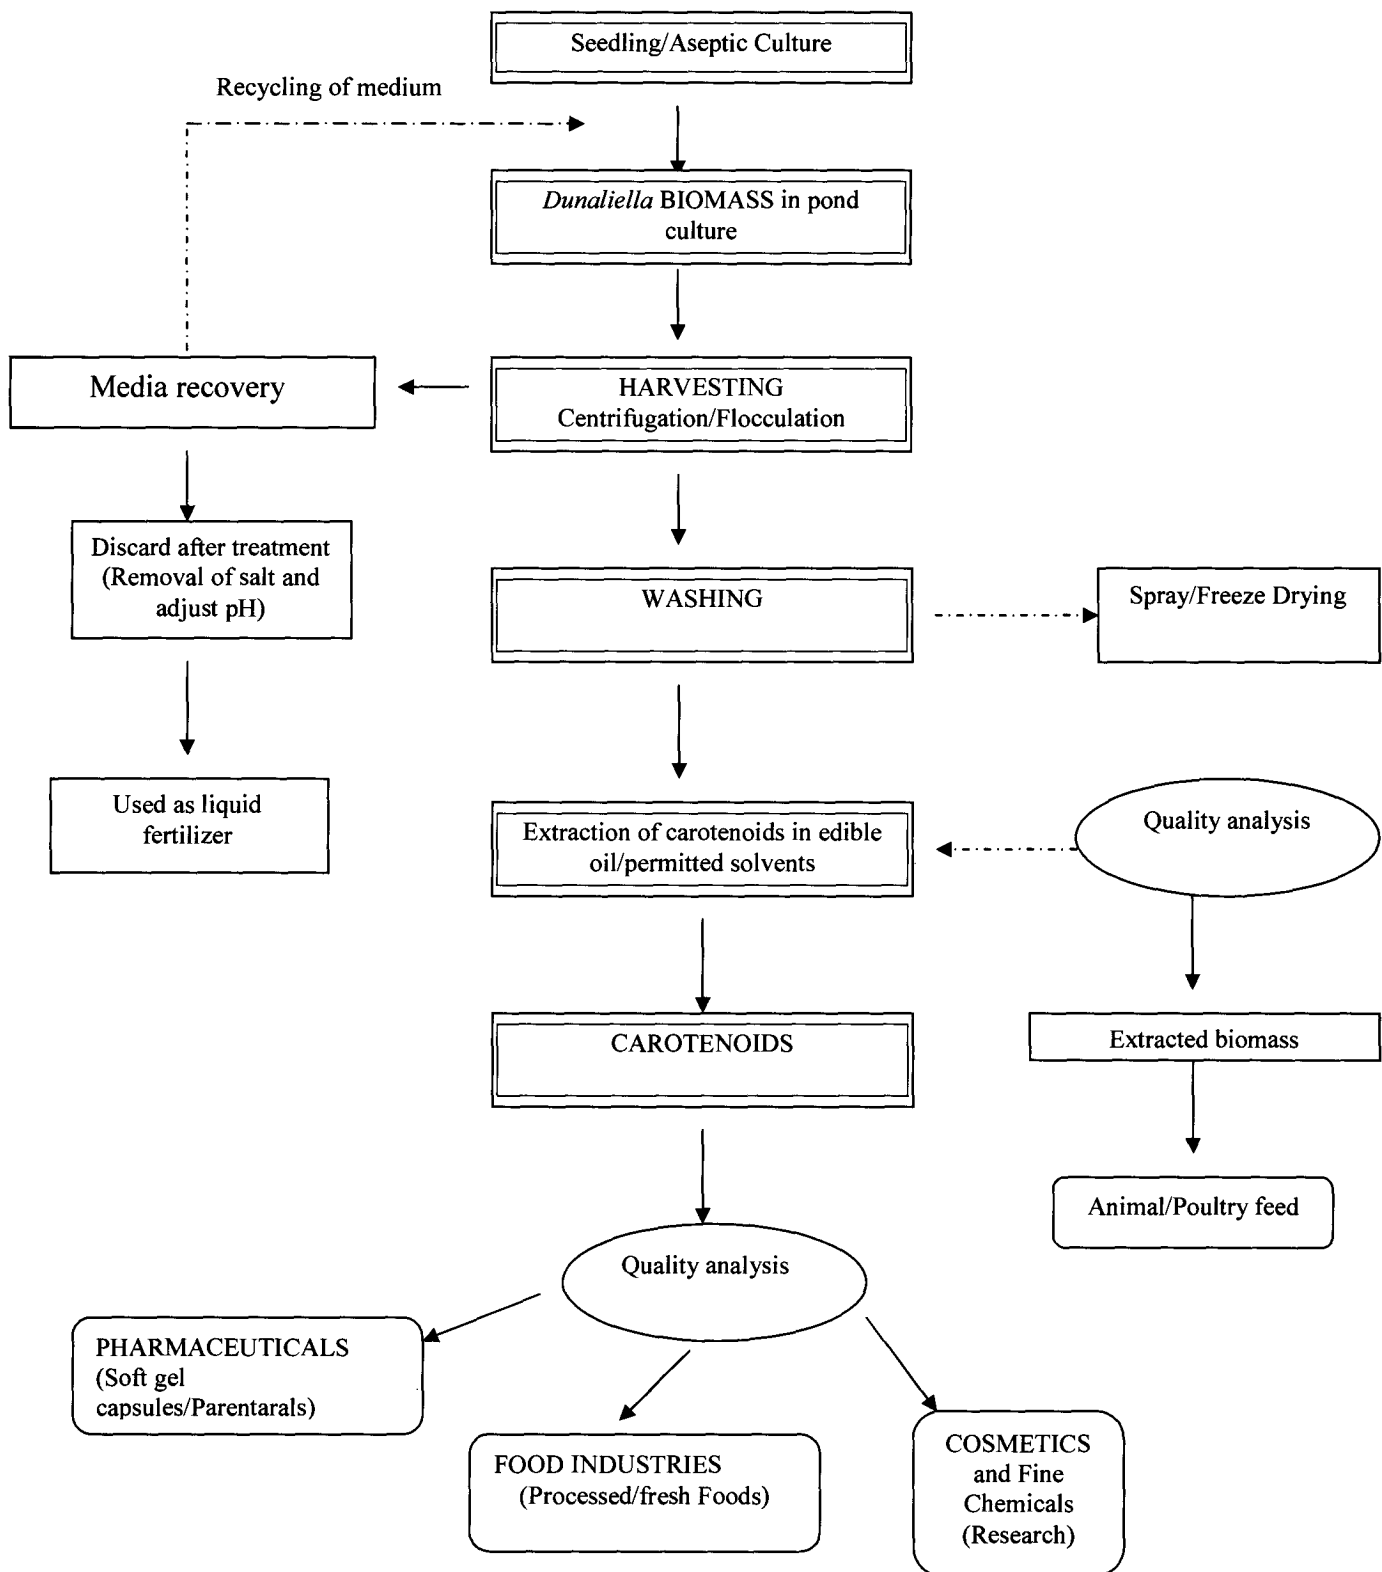 Seedling/Aseptic Culture
Recycling of medium
Dunaliella BIOMASS in pond
culture
Media recovery
HARVESTING
Centrifugation/Flocculation
Discard after treatment
(Removal of salt and
adjust pH)
WASHING
Spray/Freeze Drying
Used as liquid
fertilizer
Extraction of carotenoids in edible
oil/permitted solvents
Quality analysis
CAROTENOIDS
Extracted biomass
Animal/Poultry feed
Quality analysis
PHARMACEUTICALS
(Soft gel
capsules/Parentarals)
FOOD INDUSTRIES
(Processed/fresh Foods)
COSMETICS
and Fine
Chemicals
(Research)